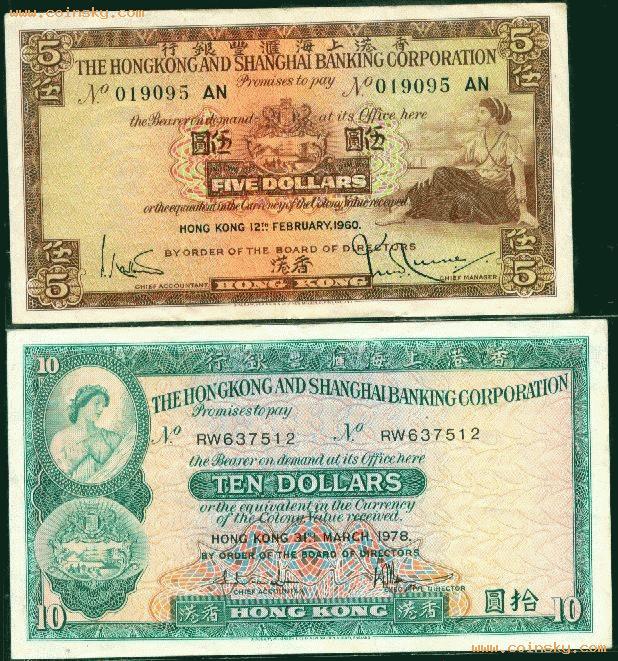 www.coinsky.com
5 行銀豐滙海上港香 5
伍 THE HONGKONG AND SHANGHAI BANKING CORPORATION 伍
Promises to pay
Nº 019095 AN Nº 019095 AN
the Bearer on demand at its Office here
圓 伍
FIVE DOLLARS
or the equivalent in the Currency of the Colony Value received
HONG KONG 12TH FEBRUARY, 1960.
BY ORDER OF THE BOARD OF DIRECTORS
伍 港香 伍
CHIEF ACCOUNTANT CHIEF MANAGER
5 HONG KONG 5
10 行銀豐滙海上港香
THE HONGKONG AND SHANGHAI BANKING CORPORATION
Promises to pay
Nº RW637512 Nº RW637512
the Bearer on demand at its Office here
TEN DOLLARS
or the equivalent in the Currency
of the Colony Value received.
HONG KONG 31ST MARCH, 1978.
BY ORDER OF THE BOARD OF DIRECTORS
CHIEF ACCOUNTANT EXECUTIVE DIRECTOR
10 港香 HONG KONG 港香 圓拾 10
www.coinsky.com